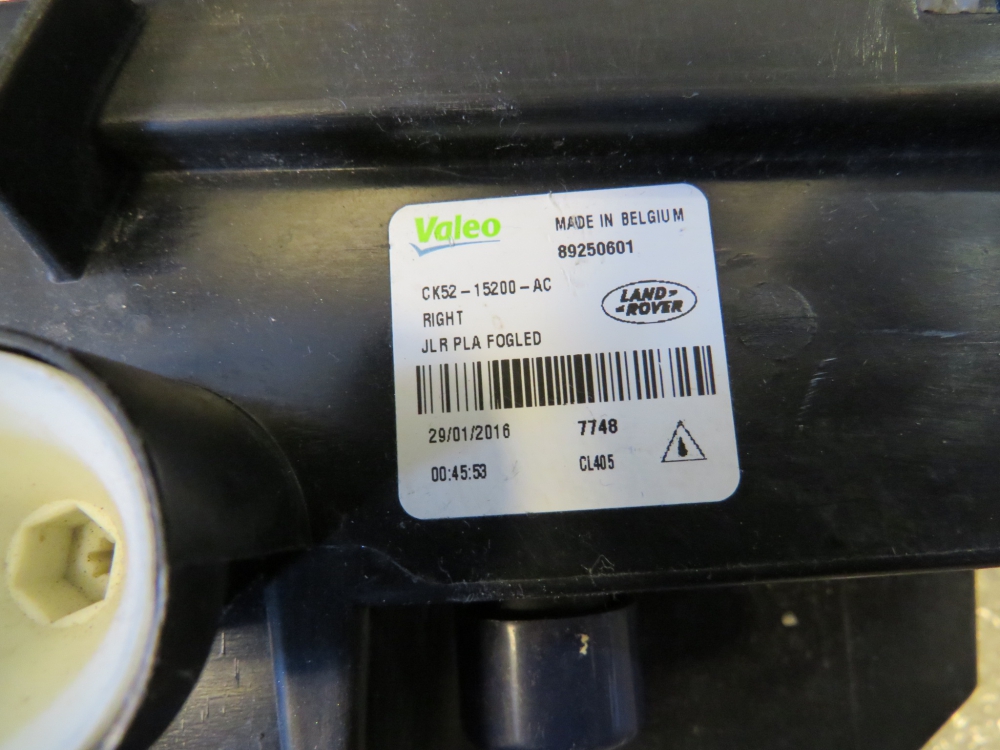 Valeo
MADE IN BELGIUM
89250601
CK52-15200-AC
RIGHT
LAND-
-ROVER
JLR PLA FOGLED
29/01/2016
7748
00:45:53
CL405